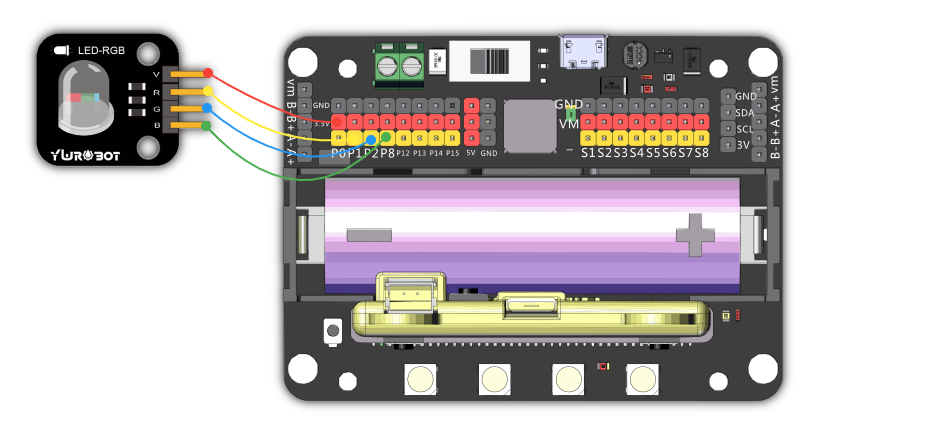 LED-RGB
V
R
G
B
YWROBOT
vm B- B+ A- A+
GND
3.3V
P0 P1 P2 P8 P12 P13 P14 P15 5V GND
GND
VM
S1 S2 S3 S4 S5 S6 S7 S8
GND
SDA
SCL
3V
B- B+ A- A+ vm